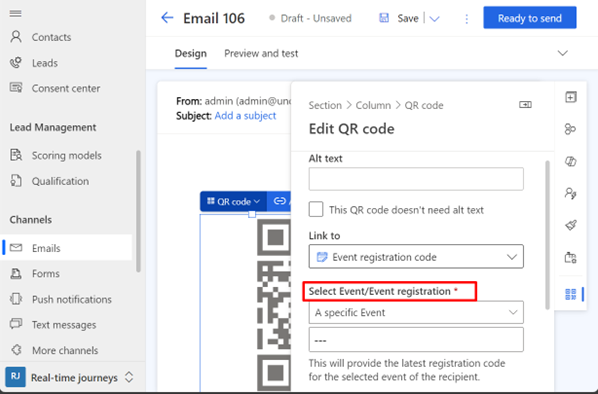 Contacts
Leads
Consent center
Lead Management
Scoring models
Qualification
Channels
Emails
Forms
Push notifications
Text messages
More channels
RJ Real-time journeys
Email 106
Draft - Unsaved
Save
Ready to send
Design
Preview and test
From: admin (admin@
Subject: Add a subject
QR code
Section > Column > QR code
Edit QR code
Alt text
This QR code doesn't need alt text
Link to
Event registration code
Select Event/Event registration *
A specific Event
---
This will provide the latest registration code
for the selected event of the recipient.